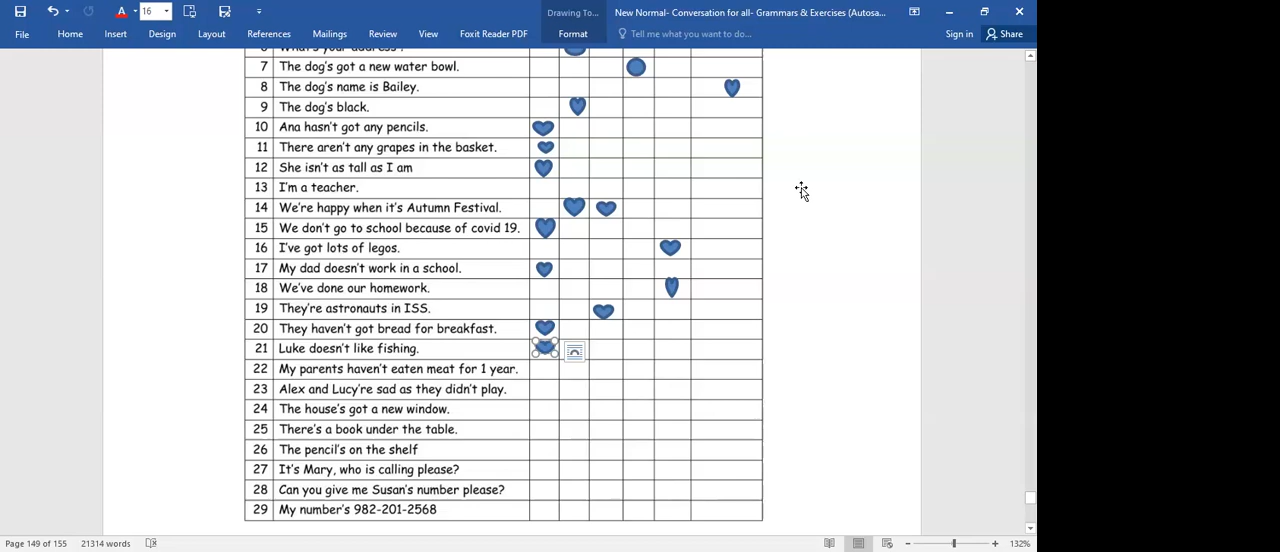 A 16 Drawing To... New Normal- Conversation for all- Grammars & Exercises (Autosa...
File Home Insert Design Layout References Mailings Review View Foxit Reader PDF Format Tell me what you want to do... Sign in Share
6 What's your address ?
7 The dog's got a new water bowl.
8 The dog's name is Bailey.
9 The dog's black.
10 Ana hasn't got any pencils.
11 There aren't any grapes in the basket.
12 She isn't as tall as I am
13 I'm a teacher.
14 We're happy when it's Autumn Festival.
15 We don't go to school because of covid 19.
16 I've got lots of legos.
17 My dad doesn't work in a school.
18 We've done our homework.
19 They're astronauts in ISS.
20 They haven't got bread for breakfast.
21 Luke doesn't like fishing.
22 My parents haven't eaten meat for 1 year.
23 Alex and Lucy're sad as they didn't play.
24 The house's got a new window.
25 There's a book under the table.
26 The pencil's on the shelf
27 It's Mary, who is calling please?
28 Can you give me Susan's number please?
29 My number's 982-201-2568
Page 149 of 155 21314 words 132%